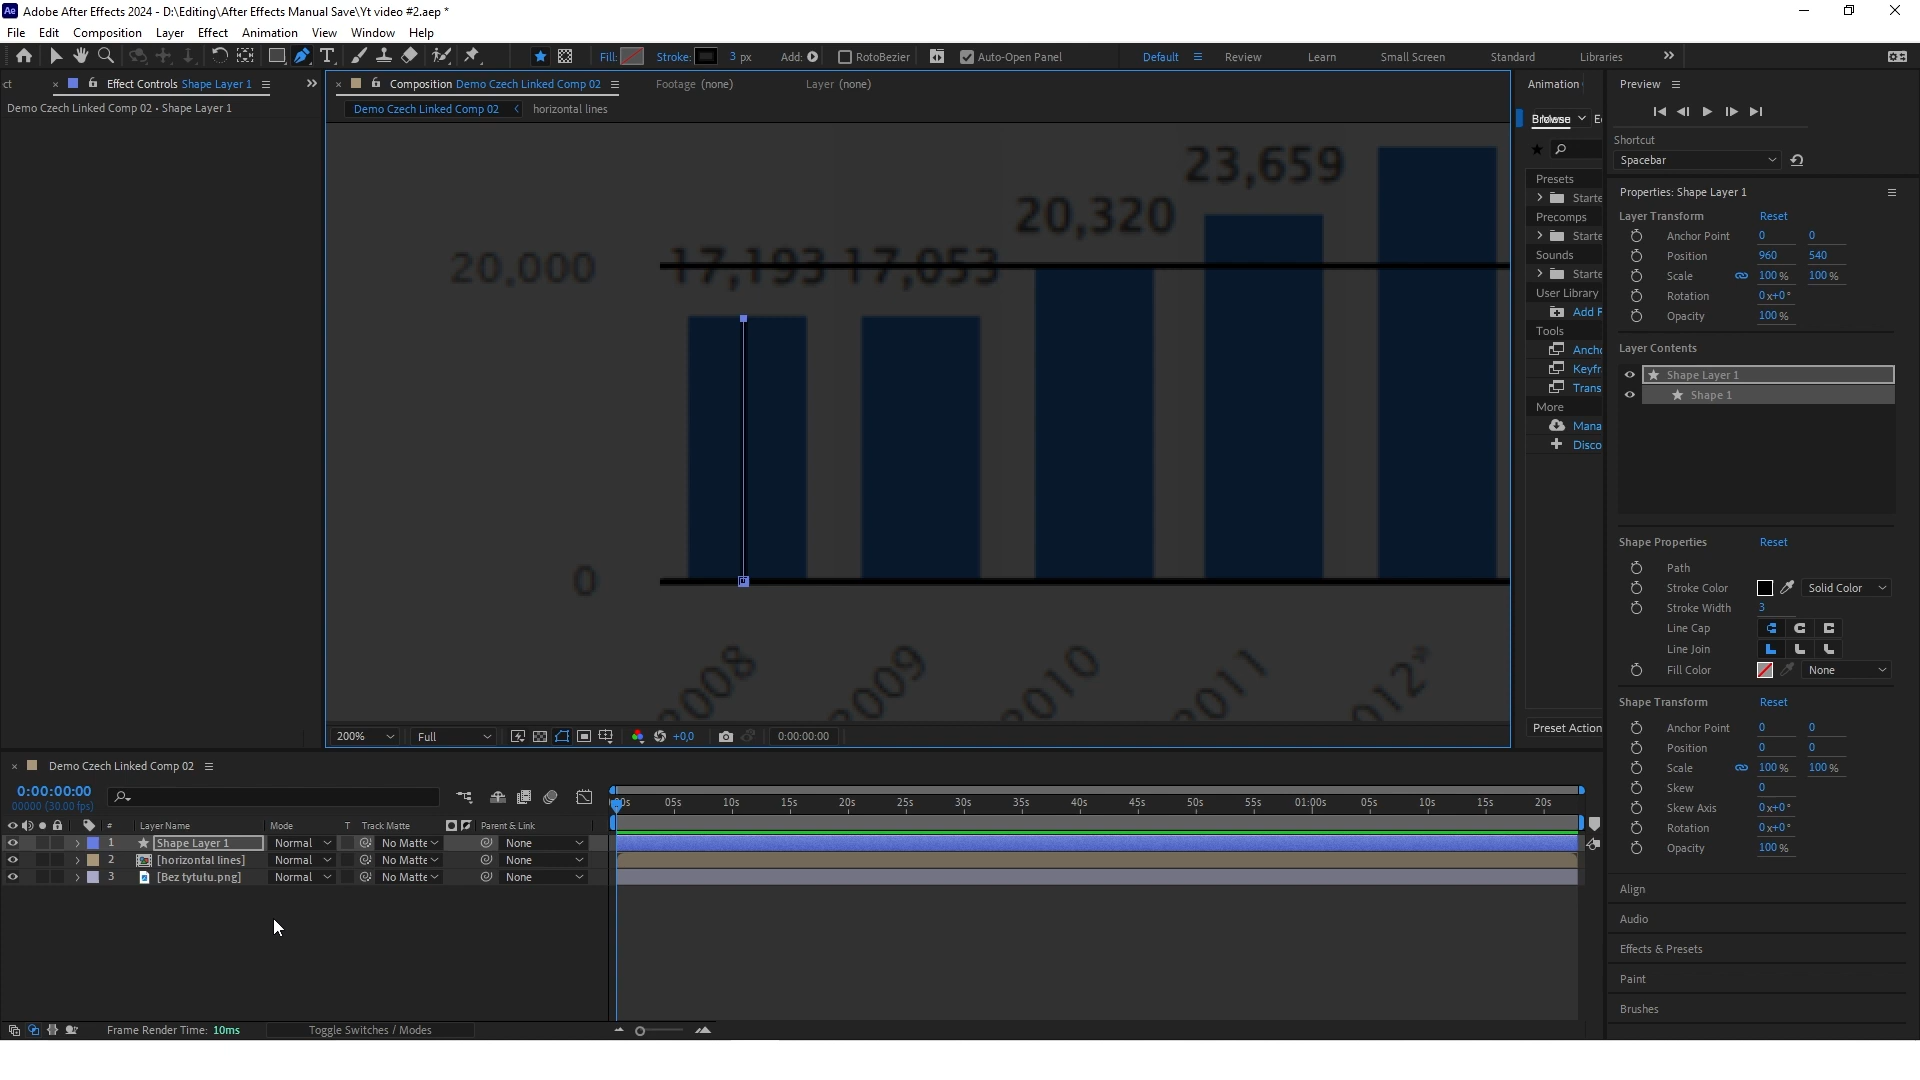 Adobe After Effects 2024 - D:\Editing\After Effects Manual Save\Yt video #2.aep *
File Edit Composition Layer Effect Animation View Window Help
Fill: Stroke: 3 px Add: RotoBezier Auto-Open Panel Default Review Learn Small Screen Standard Libraries
ct Effect Controls Shape Layer 1
Demo Czech Linked Comp 02 • Shape Layer 1
Composition Demo Czech Linked Comp 02 Footage (none) Layer (none)
Demo Czech Linked Comp 02 horizontal lines
23,659
20,320
20,000 17,193 17,053
0
2008 2009 2010 2011 2012*
200% Full +0,0 0:00:00:00
Animation
Browse
Presets
Starte
Precomps
Starte
Sounds
Starte
User Library
Add F
Tools
Ancho
Keyfr
Trans
More
Mana
Disco
Preset Action
Preview
Shortcut
Spacebar
Properties: Shape Layer 1
Layer Transform Reset
Anchor Point 0 0
Position 960 540
Scale 100 % 100 %
Rotation 0x+0°
Opacity 100 %
Layer Contents
Shape Layer 1
Shape 1
Shape Properties Reset
Path
Stroke Color Solid Color
Stroke Width 3
Line Cap
Line Join
Fill Color None
Shape Transform Reset
Anchor Point 0 0
Position 0 0
Scale 100 % 100 %
Skew 0
Skew Axis 0x+0°
Rotation 0x+0°
Opacity 100 %
Align
Audio
Effects & Presets
Paint
Brushes
Demo Czech Linked Comp 02
0:00:00:00
00000 (30.00 fps)
:00s 05s 10s 15s 20s 25s 30s 35s 40s 45s 50s 55s 01:00s 05s 10s 15s 20s
# Layer Name Mode T Track Matte Parent & Link
1 Shape Layer 1 Normal No Matte None
2 [horizontal lines] Normal No Matte None
3 [Bez tytutu.png] Normal No Matte None
Frame Render Time: 10ms Toggle Switches / Modes